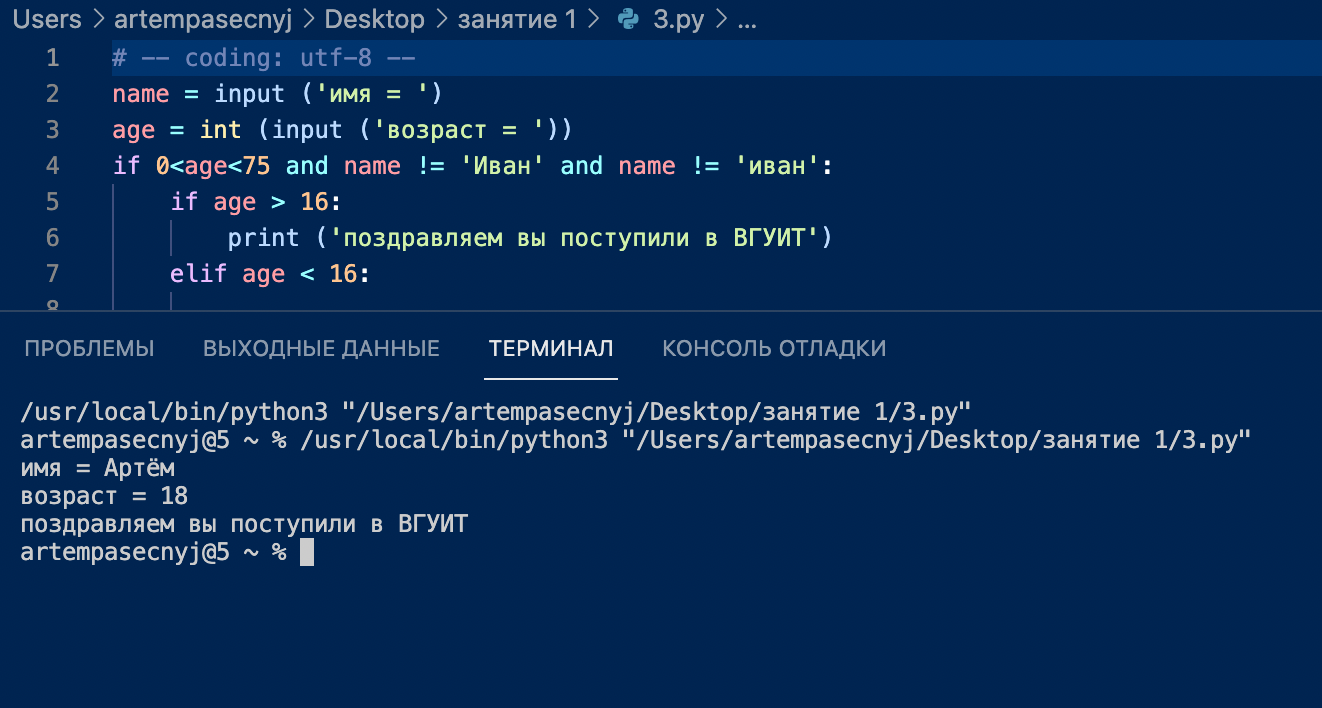 Users > artempasecnyj > Desktop > занятие 1 > 3.py > ...
1 # -- coding: utf-8 --
2 name = input ('имя = ')
3 age = int (input ('возраст = '))
4 if 0<age<75 and name != 'Иван' and name != 'иван':
5 if age > 16:
6 print ('поздравляем вы поступили в ВГУИТ')
7 elif age < 16:
8
ПРОБЛЕМЫ ВЫХОДНЫЕ ДАННЫЕ ТЕРМИНАЛ КОНСОЛЬ ОТЛАДКИ
/usr/local/bin/python3 "/Users/artempasecnyj/Desktop/занятие 1/3.py"
artempasecnyj@5 ~ % /usr/local/bin/python3 "/Users/artempasecnyj/Desktop/занятие 1/3.py"
имя = Артём
возраст = 18
поздравляем вы поступили в ВГУИТ
artempasecnyj@5 ~ %